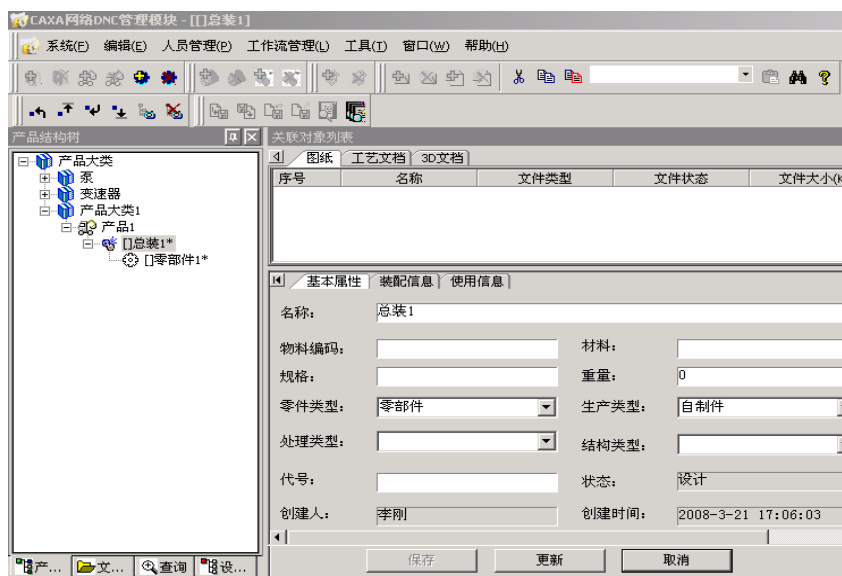 CAXA网络DNC管理模块 - [[]总装1]
系统(F) 编辑(E) 人员管理(P) 工作流管理(L) 工具(T) 窗口(W) 帮助(H)
产品结构树
关联对象列表
图纸 工艺文档 3D文档
序号 名称 文件类型 文件状态 文件大小(K
产品大类
泵
变速器
产品大类1
产品1
[]总装1*
[]零部件1*
基本属性 装配信息 使用信息
名称: 总装1
物料编码: 材料:
规格: 重量: 0
零件类型: 零部件 生产类型: 自制件
处理类型: 结构类型:
代号: 状态: 设计
创建人: 李刚 创建时间: 2008-3-21 17:06:03
保存 更新 取消
产... 文... 查询 设...